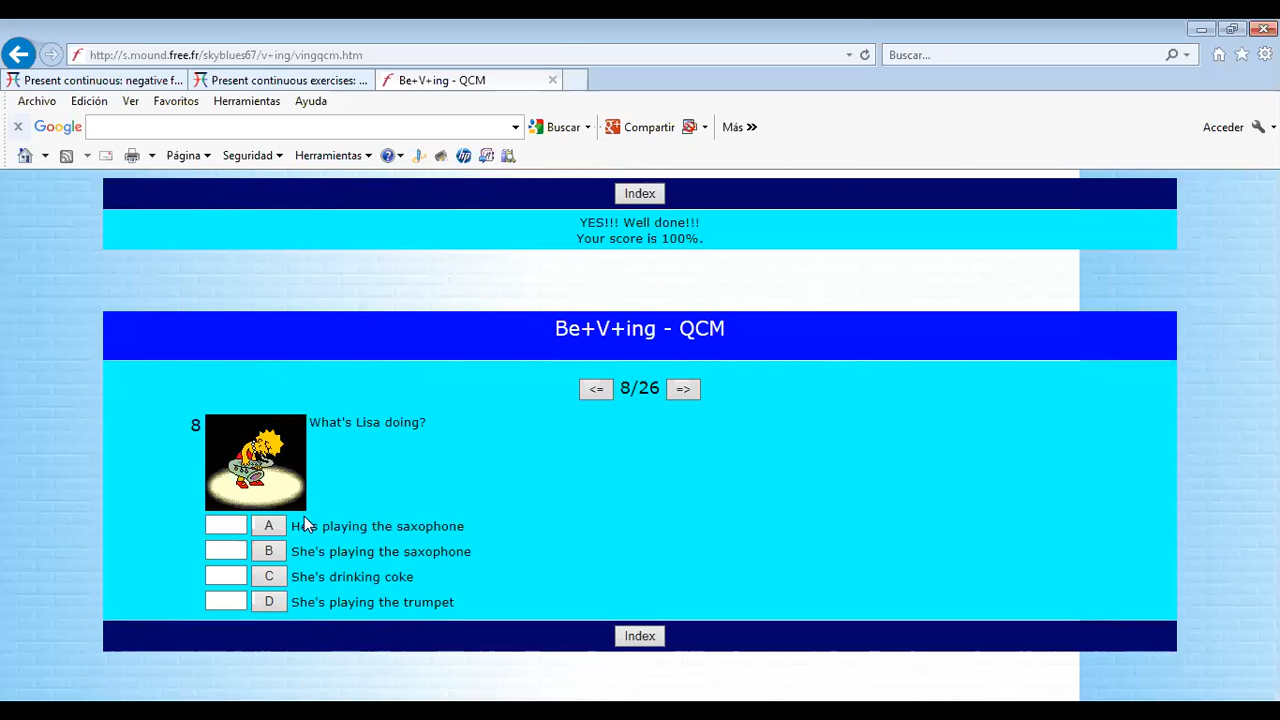 http://s.mound.free.fr/skyblues67/v+ing/vingqcm.htm
Buscar...
Present continuous: negative f...
Present continuous exercises: ...
Be+V+ing - QCM
Archivo Edición Ver Favoritos Herramientas Ayuda
Google Buscar Compartir Más Acceder
Página Seguridad Herramientas
Index
YES!!! Well done!!!
Your score is 100%.
Be+V+ing - QCM
<= 8/26 =>
8 What's Lisa doing?
A He's playing the saxophone
B She's playing the saxophone
C She's drinking coke
D She's playing the trumpet
Index